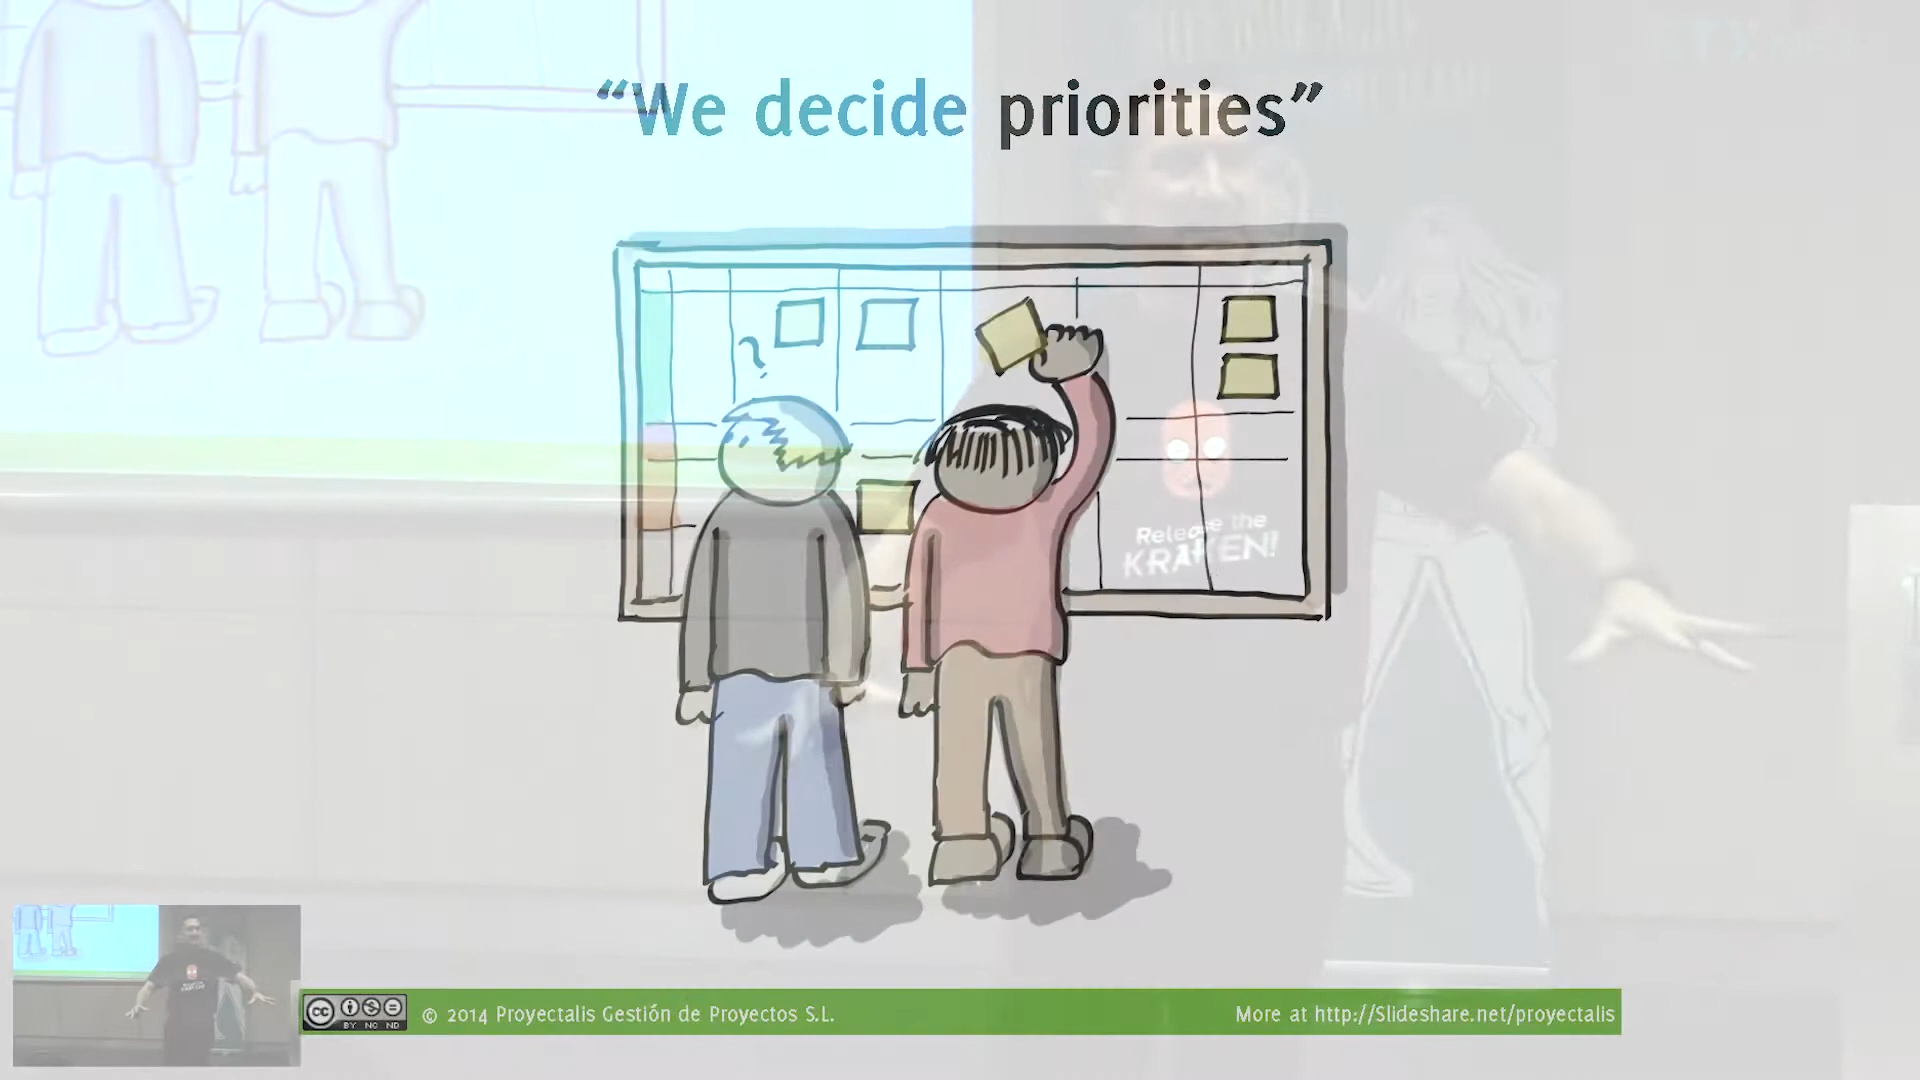 “We decide priorities”
?
Release the
KRAKEN!
cc BY NC ND
© 2014 Proyectalis Gestión de Proyectos S.L.
More at http://Slideshare.net/proyectalis